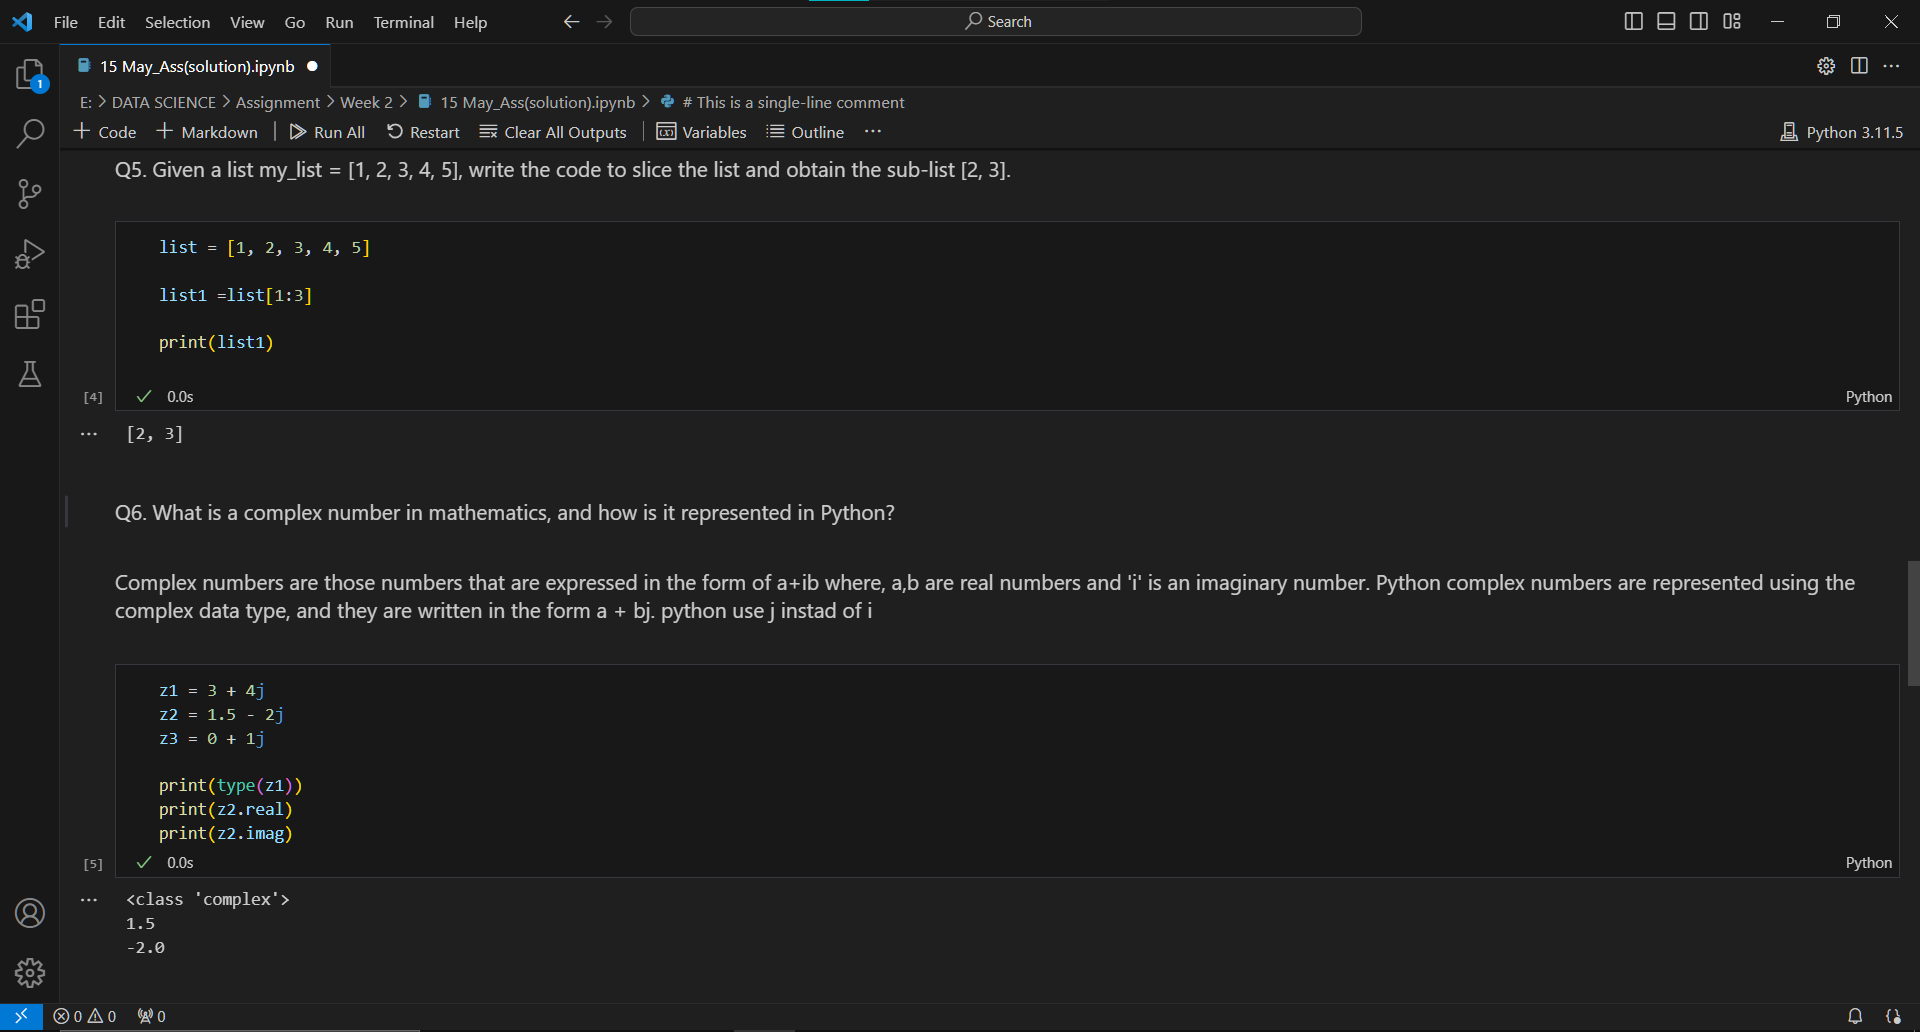 File Edit Selection View Go Run Terminal Help
Search
1
15 May_Ass(solution).ipynb
E: > DATA SCIENCE > Assignment > Week 2 > 15 May_Ass(solution).ipynb > # This is a single-line comment
+ Code + Markdown | Run All Restart Clear All Outputs | Variables Outline ...
Python 3.11.5
Q5. Given a list my_list = [1, 2, 3, 4, 5], write the code to slice the list and obtain the sub-list [2, 3].
list = [1, 2, 3, 4, 5]
list1 =list[1:3]
print(list1)
[4] 0.0s Python
... [2, 3]
Q6. What is a complex number in mathematics, and how is it represented in Python?
Complex numbers are those numbers that are expressed in the form of a+ib where, a,b are real numbers and 'i' is an imaginary number. Python complex numbers are represented using the
complex data type, and they are written in the form a + bj. python use j instad of i
z1 = 3 + 4j
z2 = 1.5 - 2j
z3 = 0 + 1j
print(type(z1))
print(z2.real)
print(z2.imag)
[5] 0.0s Python
... <class 'complex'>
1.5
-2.0
0 0 0